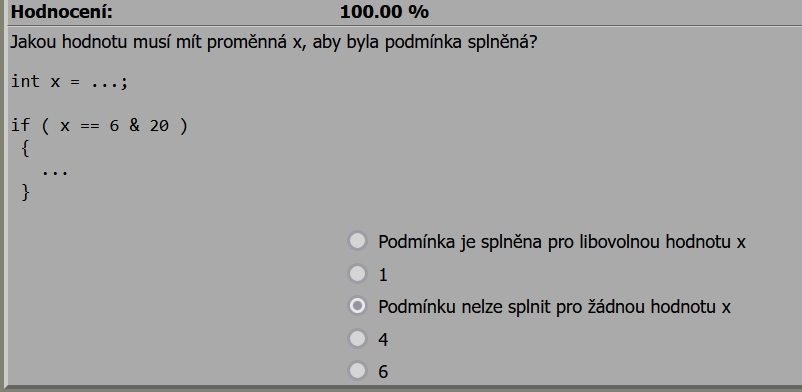 Hodnocení: 100.00 %
Jakou hodnotu musí mít proměnná x, aby byla podmínka splněná?
int x = ...;
if ( x == 6 & 20 )
{
...
}
Podmínka je splněna pro libovolnou hodnotu x
1
Podmínku nelze splnit pro žádnou hodnotu x
4
6